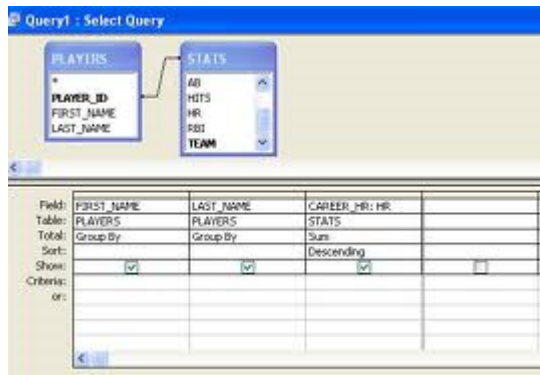 Query1 : Select Query
PLAYERS
*
PLAYER_ID
FIRST_NAME
LAST_NAME
STATS
AB
HITS
HR
RBI
TEAM
Field: FIRST_NAME LAST_NAME CAREER_HR: HR
Table: PLAYERS PLAYERS STATS
Total: Group By Group By Sum
Sort: Descending
Show:
Criteria:
or: